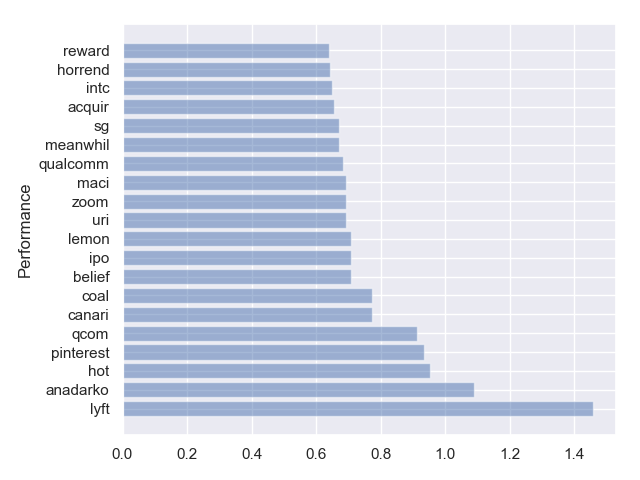 reward
horrend
intc
acquir
sg
meanwhil
qualcomm
maci
zoom
uri
lemon
ipo
belief
coal
canari
qcom
pinterest
hot
anadarko
lyft
Performance
0.0 0.2 0.4 0.6 0.8 1.0 1.2 1.4